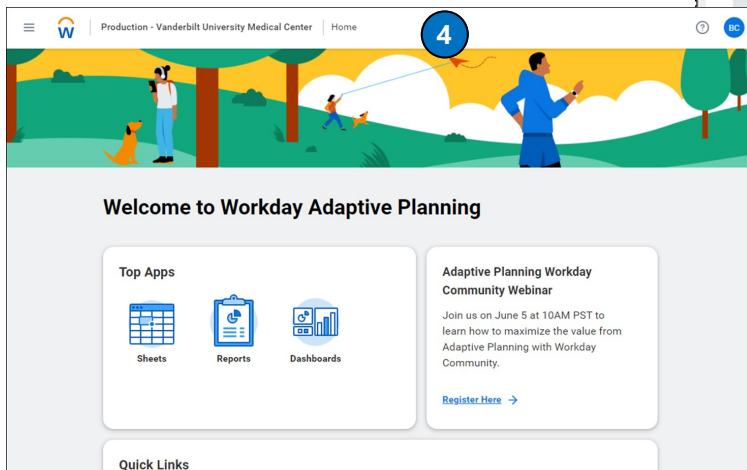 W
Production - Vanderbilt University Medical Center
Home
4
?
BC
Welcome to Workday Adaptive Planning
Top Apps
Sheets
Reports
Dashboards
Adaptive Planning Workday
Community Webinar
Join us on June 5 at 10AM PST to
learn how to maximize the value from
Adaptive Planning with Workday
Community.
Register Here →
Quick Links